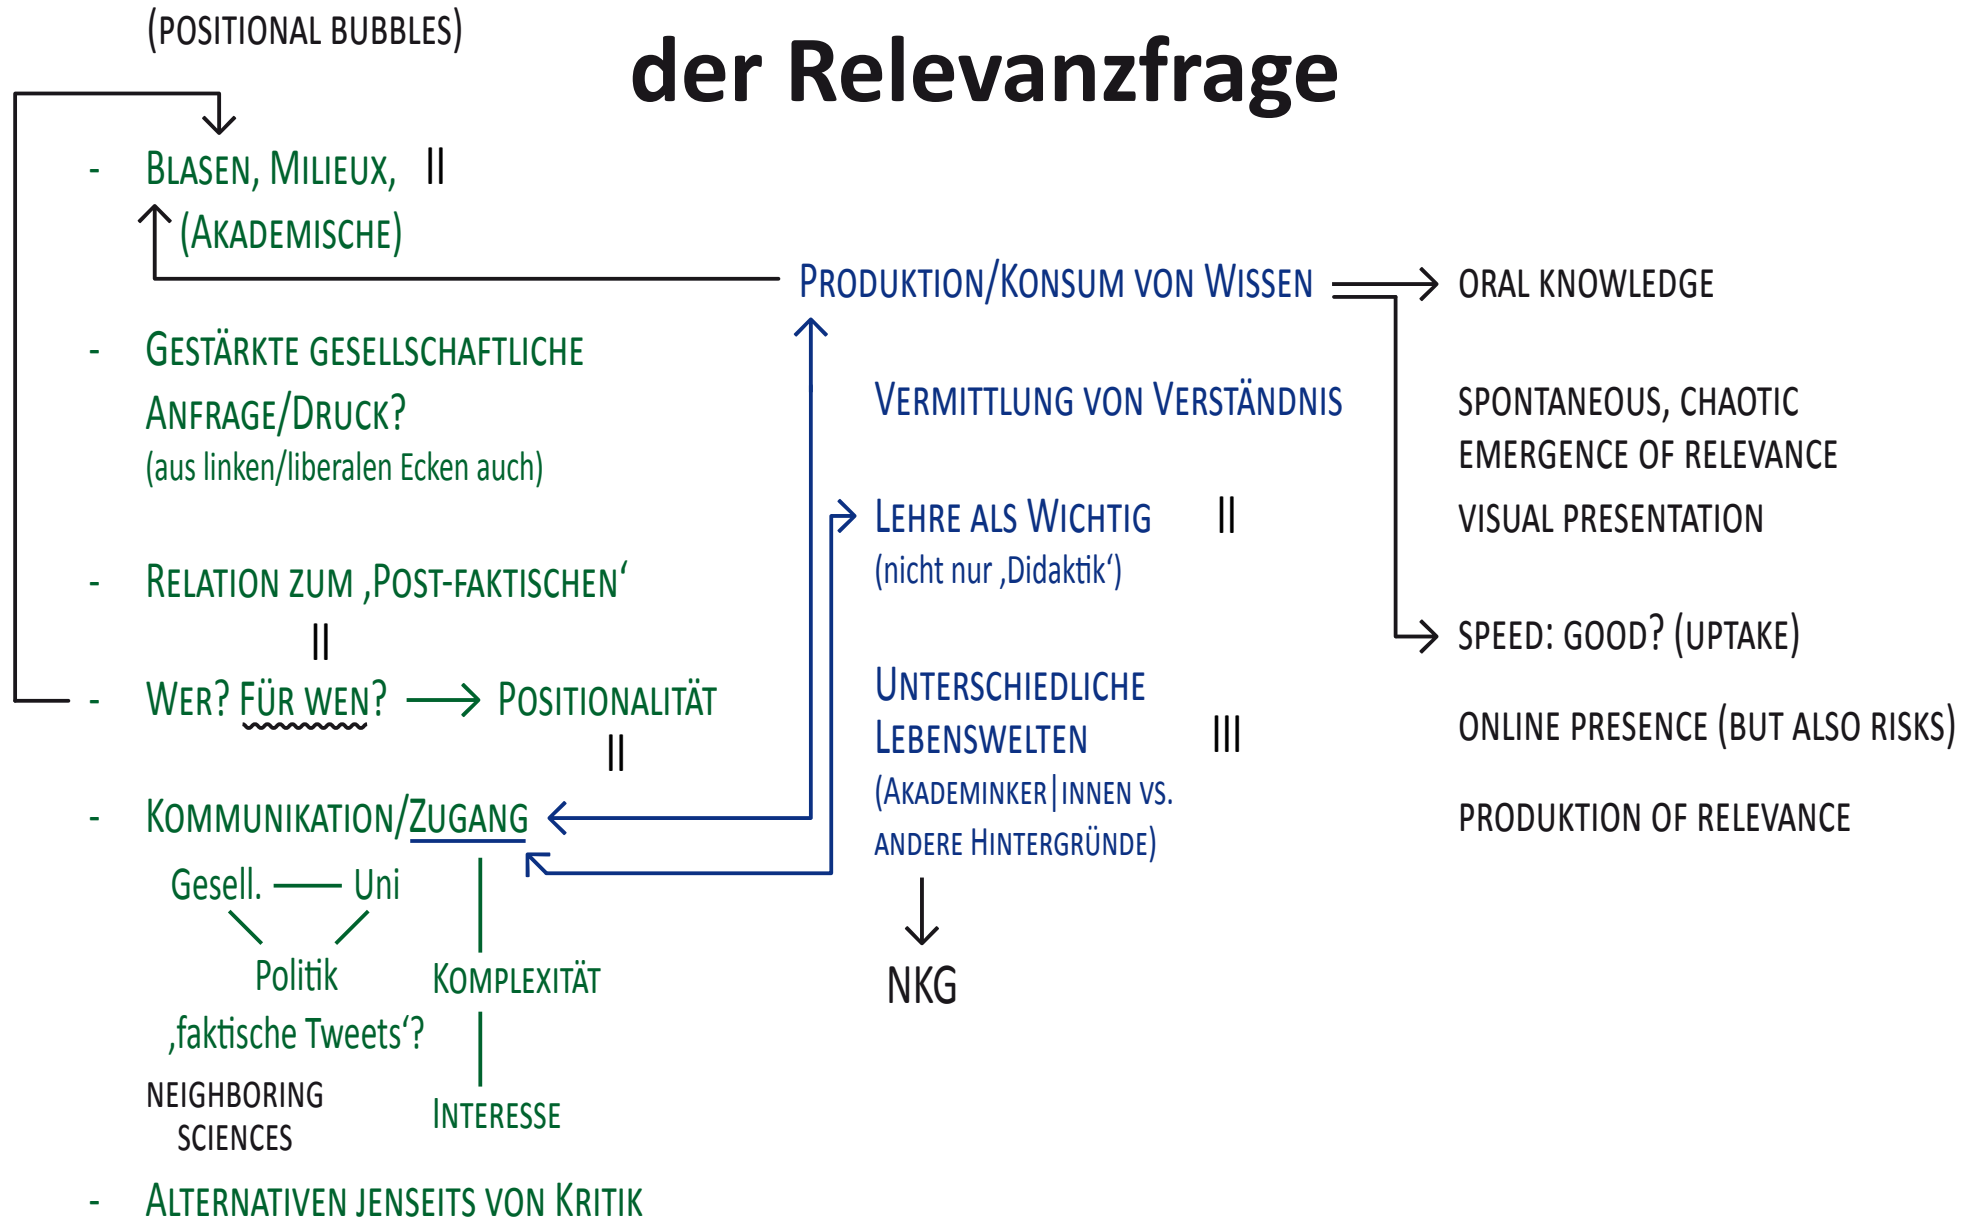 (POSITIONAL BUBBLES)
der Relevanzfrage
- BLASEN, MILIEUX, ||
(AKADEMISCHE)
- GESTÄRKTE GESELLSCHAFTLICHE
ANFRAGE/DRUCK?
(aus linken/liberalen Ecken auch)
- RELATION ZUM ‚POST-FAKTISCHEN‘
||
- WER? FÜR WEN? → POSITIONALITÄT
||
- KOMMUNIKATION/ZUGANG
Gesell. — Uni
Politik
‚faktische Tweets‘?
NEIGHBORING
SCIENCES
KOMPLEXITÄT
INTERESSE
- ALTERNATIVEN JENSEITS VON KRITIK
PRODUKTION/KONSUM VON WISSEN
VERMITTLUNG VON VERSTÄNDNIS
LEHRE ALS WICHTIG ||
(nicht nur ‚Didaktik‘)
UNTERSCHIEDLICHE
LEBENSWELTEN |||
(AKADEMINKER|INNEN VS.
ANDERE HINTERGRÜNDE)
NKG
ORAL KNOWLEDGE
SPONTANEOUS, CHAOTIC
EMERGENCE OF RELEVANCE
VISUAL PRESENTATION
SPEED: GOOD? (UPTAKE)
ONLINE PRESENCE (BUT ALSO RISKS)
PRODUKTION OF RELEVANCE